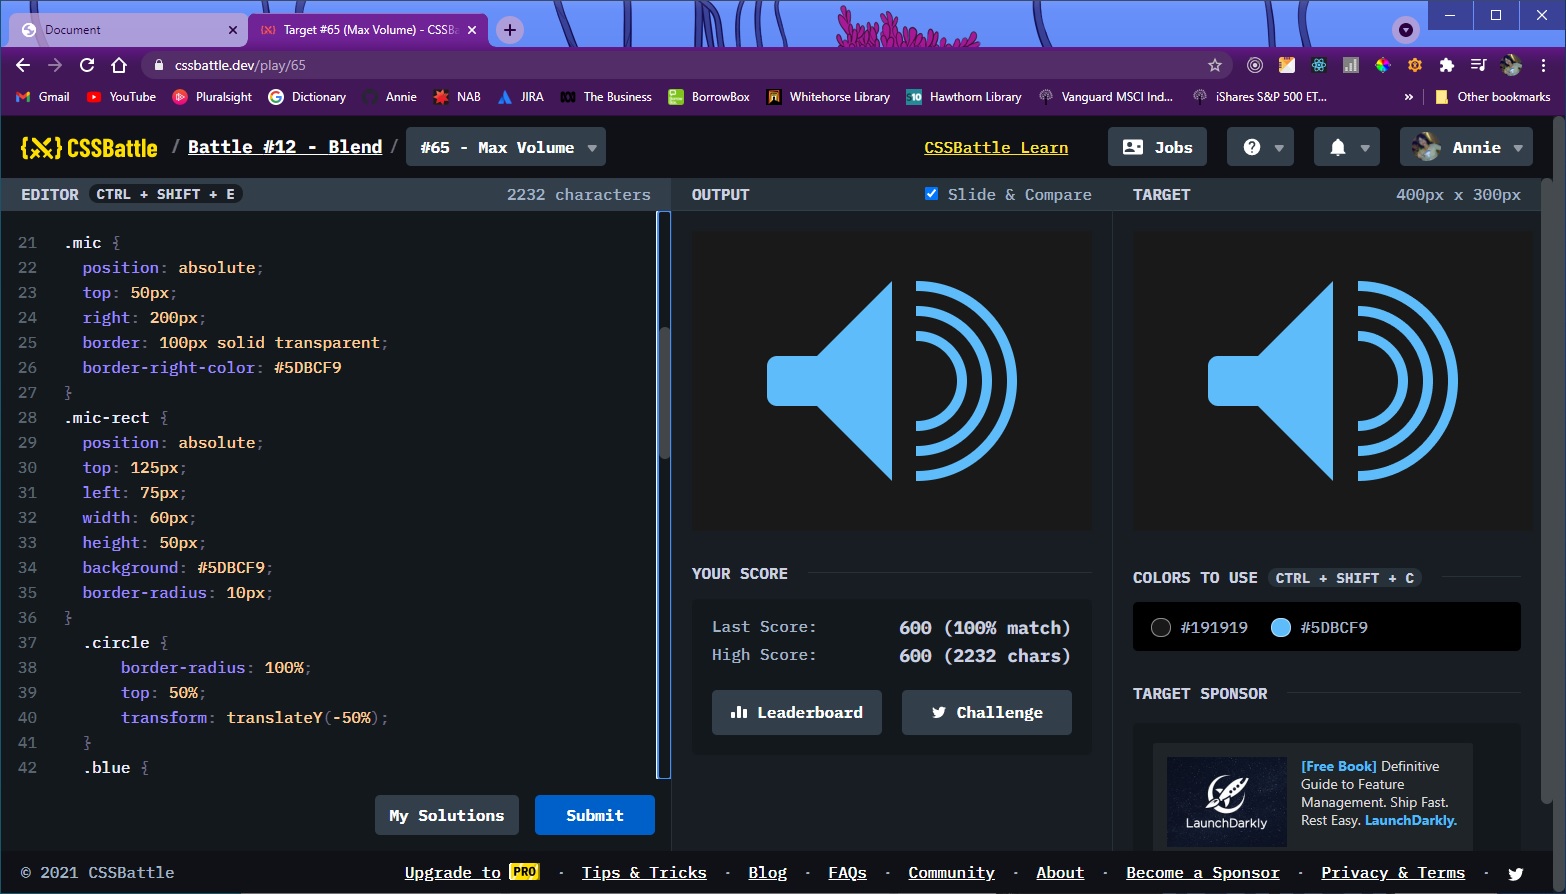 Document
Target #65 (Max Volume) - CSSBa
cssbattle.dev/play/65
Gmail YouTube Pluralsight Dictionary Annie NAB JIRA The Business BorrowBox Whitehorse Library Hawthorn Library Vanguard MSCI Ind... iShares S&P 500 ET... » Other bookmarks
{X} CSSBattle / Battle #12 - Blend / #65 - Max Volume CSSBattle Learn Jobs Annie
EDITOR CTRL + SHIFT + E 2232 characters
21 .mic {
22 position: absolute;
23 top: 50px;
24 right: 200px;
25 border: 100px solid transparent;
26 border-right-color: #5DBCF9
27 }
28 .mic-rect {
29 position: absolute;
30 top: 125px;
31 left: 75px;
32 width: 60px;
33 height: 50px;
34 background: #5DBCF9;
35 border-radius: 10px;
36 }
37 .circle {
38 border-radius: 100%;
39 top: 50%;
40 transform: translateY(-50%);
41 }
42 .blue {
My Solutions Submit
OUTPUT Slide & Compare
YOUR SCORE
Last Score: 600 (100% match)
High Score: 600 (2232 chars)
Leaderboard Challenge
TARGET 400px x 300px
COLORS TO USE CTRL + SHIFT + C
#191919 #5DBCF9
TARGET SPONSOR
LaunchDarkly
[Free Book] Definitive
Guide to Feature
Management. Ship Fast.
Rest Easy. LaunchDarkly.
© 2021 CSSBattle Upgrade to PRO · Tips & Tricks · Blog · FAQs · Community · About · Become a Sponsor · Privacy & Terms ·